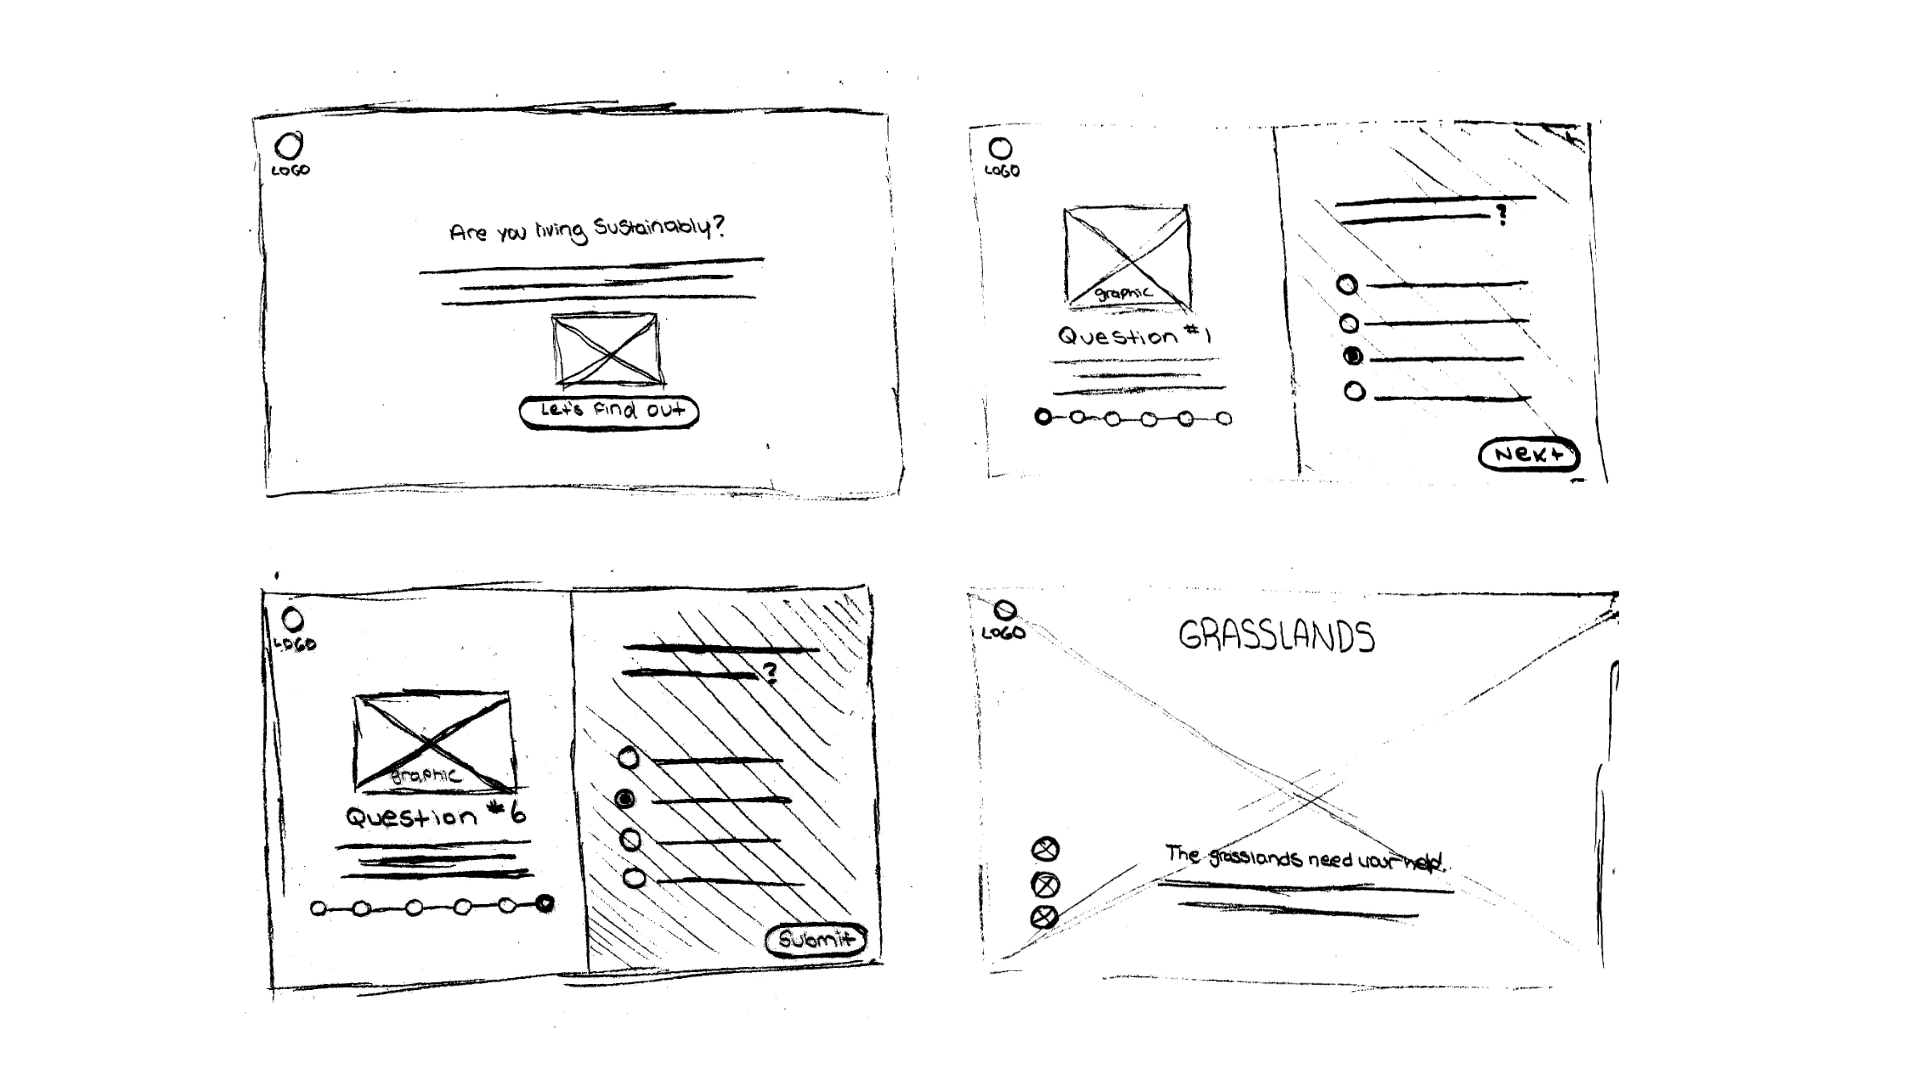 LOGO
Are you living Sustainably?
Let's Find out
LOGO
graphic
Question #1
?
Next
LOGO
graphic
Question #6
?
Submit
LOGO
GRASSLANDS
The grasslands need your help.